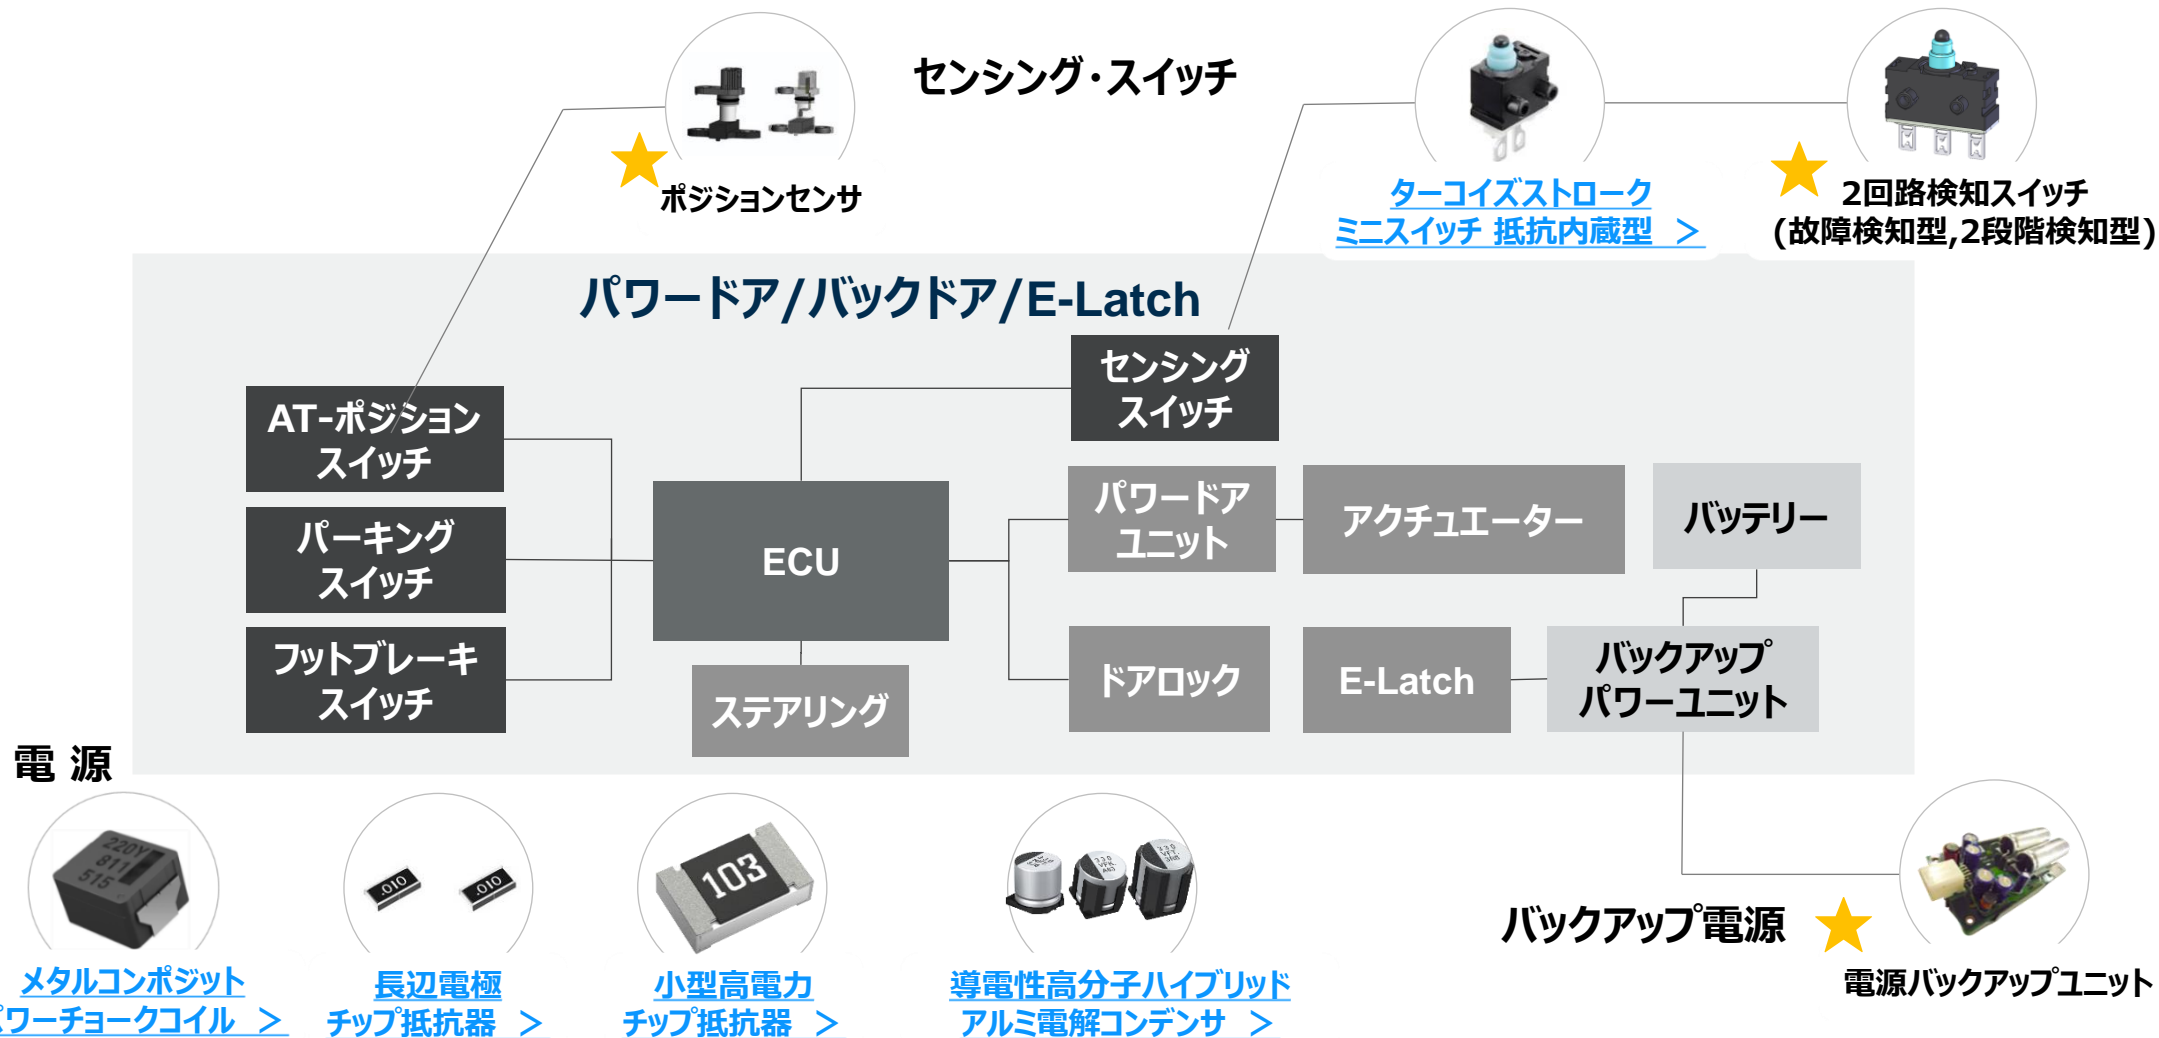 センシング・スイッチ
ポジションセンサ
ターコイズストローク
ミニスイッチ 抵抗内蔵型 ＞
2回路検知スイッチ
(故障検知型,2段階検知型)
パワードア/バックドア/E-Latch
センシング
スイッチ
AT-ポジション
スイッチ
パーキング
スイッチ
フットブレーキ
スイッチ
ECU
ステアリング
パワードア
ユニット
アクチュエーター
バッテリー
ドアロック
E-Latch
バックアップ
パワーユニット
電 源
220Y
811
515
.010
.010
103
330
VFK
330
VFT
メタルコンポジット
パワーチョークコイル ＞
長辺電極
チップ抵抗器 ＞
小型高電力
チップ抵抗器 ＞
導電性高分子ハイブリッド
アルミ電解コンデンサ ＞
バックアップ電源
電源バックアップユニット